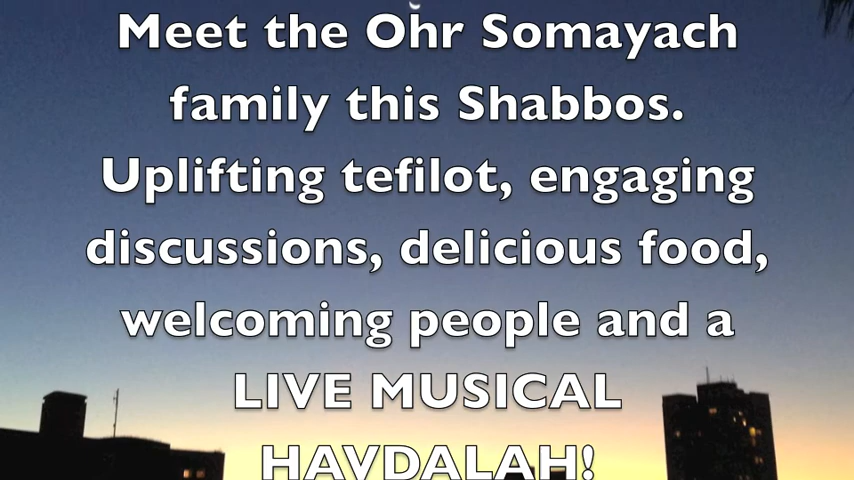 Meet the Ohr Somayach
family this Shabbos.
Uplifting tefilot, engaging
discussions, delicious food,
welcoming people and a
LIVE MUSICAL
HAVDALAH!